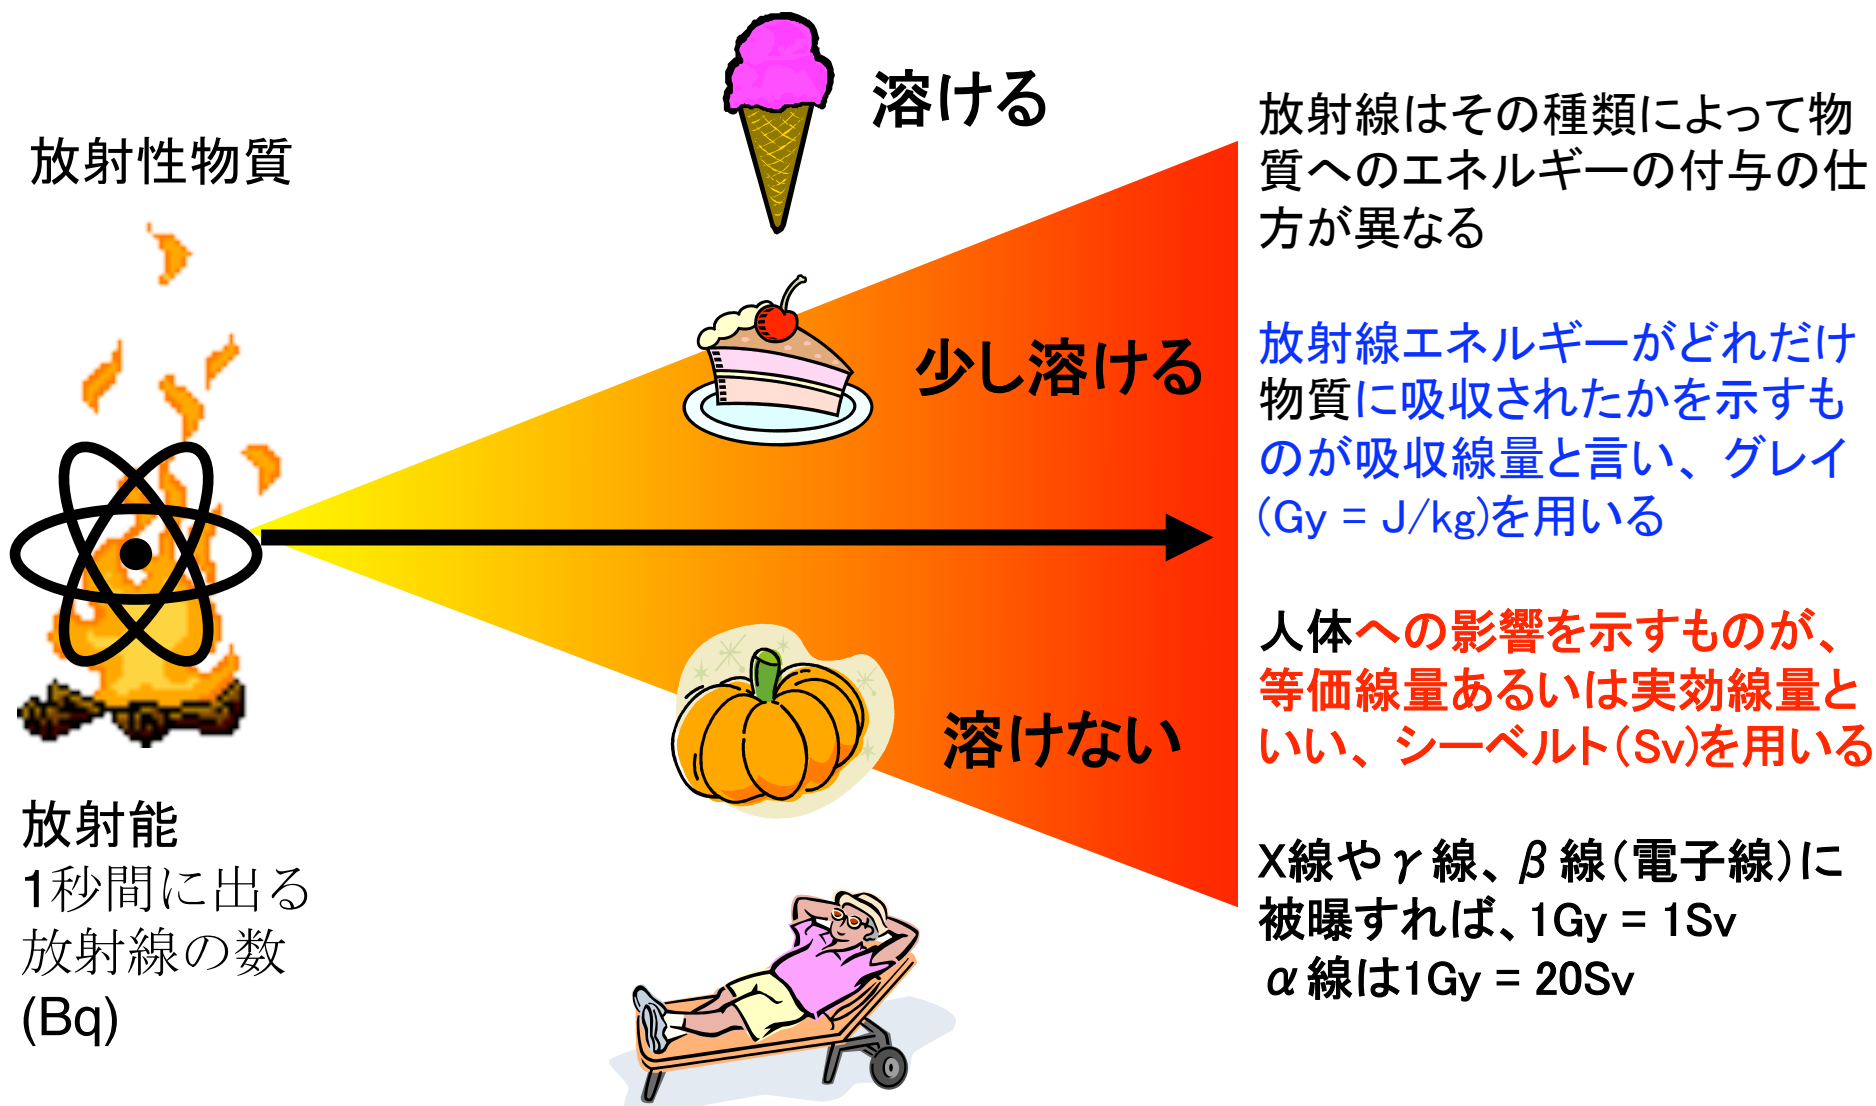 放射性物質
放射能
1秒間に出る
放射線の数
(Bq)
溶ける
少し溶ける
溶けない
放射線はその種類によって物
質へのエネルギーの付与の仕
方が異なる
放射線エネルギーがどれだけ
物質に吸収されたかを示すも
のが吸収線量と言い、グレイ
(Gy = J/kg)を用いる
人体への影響を示すものが、
等価線量あるいは実効線量と
いい、シーベルト(Sv)を用いる
X線やγ線、β線(電子線)に
被曝すれば、1Gy = 1Sv
α線は1Gy = 20Sv